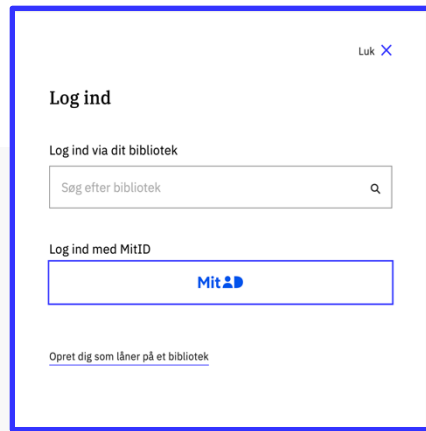 Luk
Log ind
Log ind via dit bibliotek
Søg efter bibliotek
Log ind med MitID
Mit
Opret dig som låner på et bibliotek